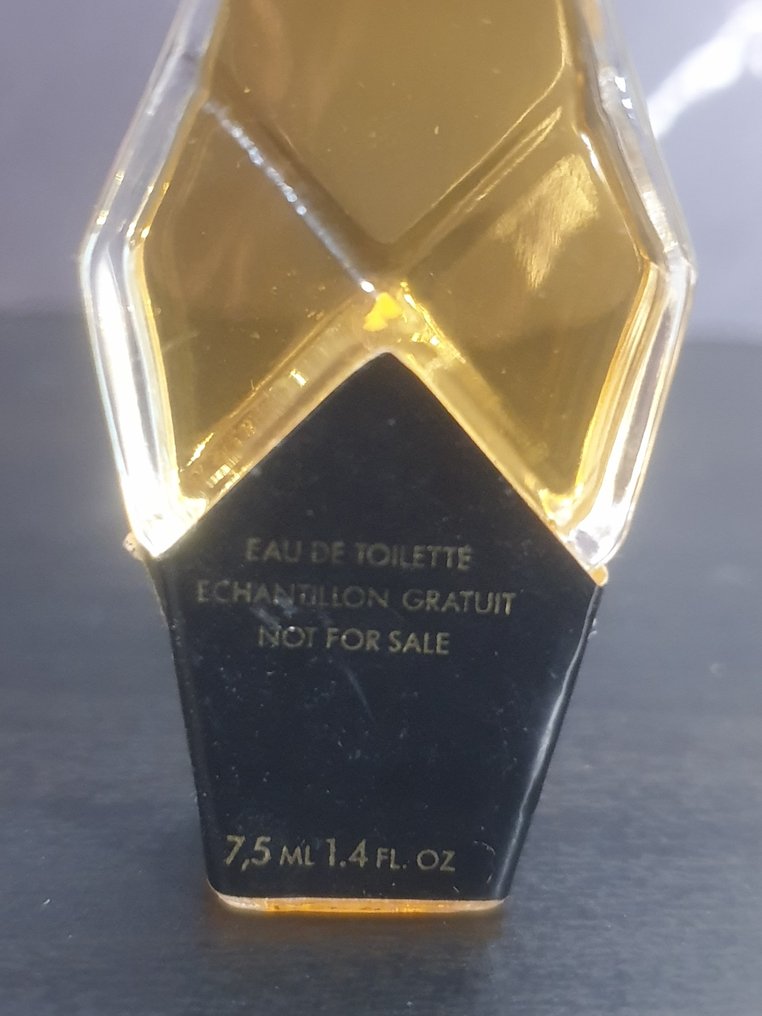 EAU DE TOILETTE
ECHANTILLON GRATUIT
NOT FOR SALE
7,5 ML 1.4 FL. OZ